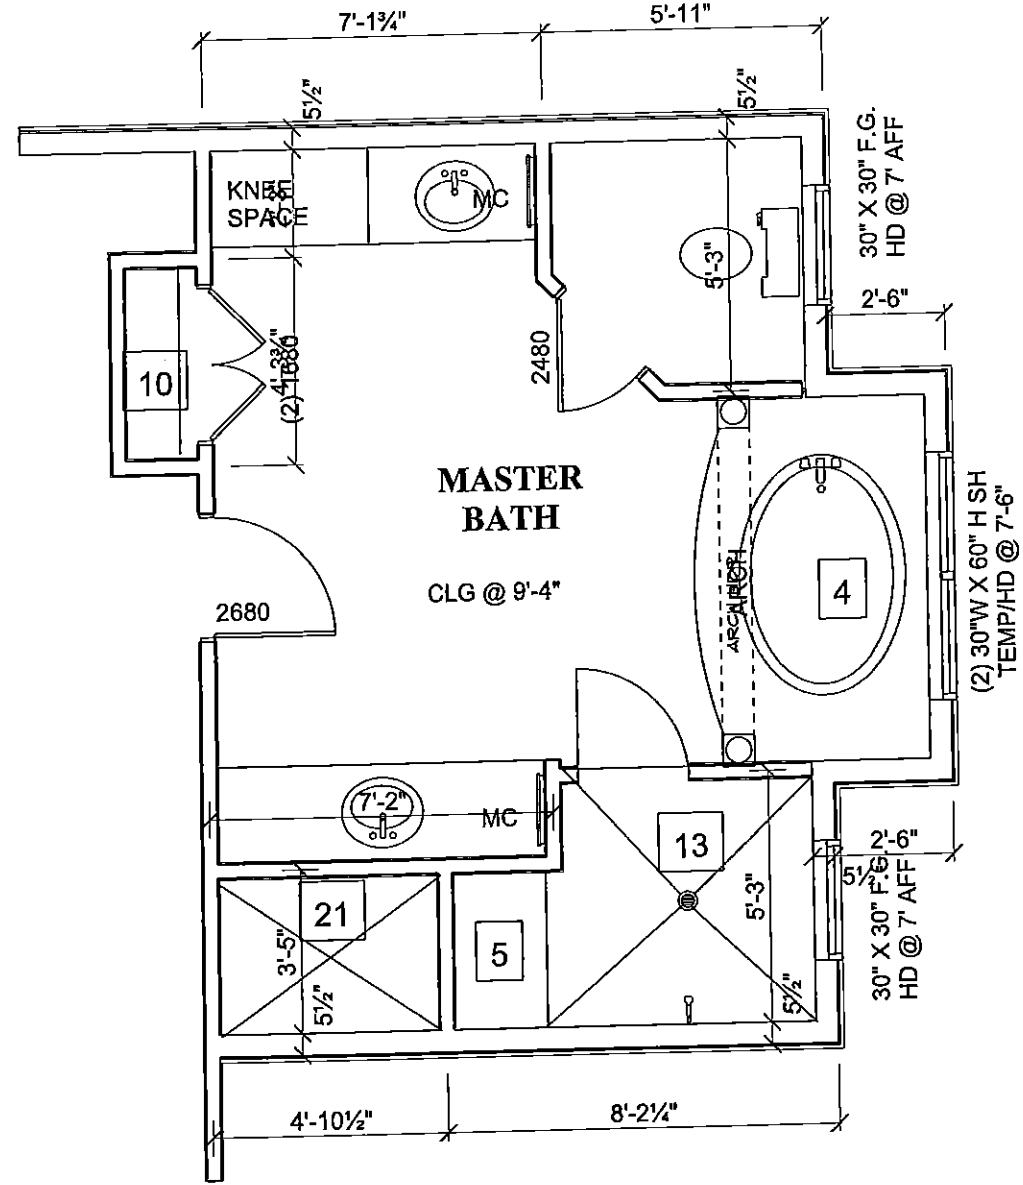 7'-1¾"
5'-11"
5½"
5½"
30" X 30" F.G.
HD @ 7' AFF
KNEE
SPACE
MC
5'-3"
2'-6"
2480
4'-3¾"
(2) 1680
10
MASTER
BATH
(2) 30"W X 60" H SH
TEMP/HD @ 7'-6"
CLG @ 9'-4"
ARCH
4
2680
7'-2"
MC
13
2'-6"
5½"
30" X 30" F.G.
HD @ 7' AFF
21
5'-3"
3'-5"
5
5½"
5½"
4'-10½"
8'-2¼"